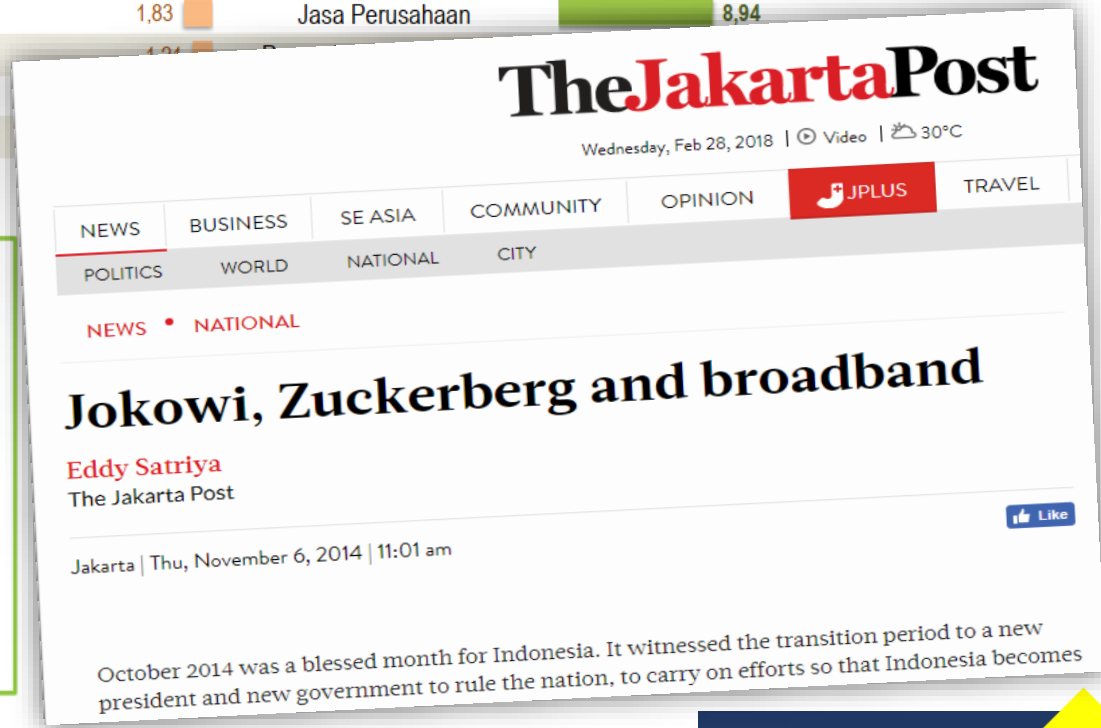 1,83 Jasa Perusahaan 8,94
1,21
TheJakartaPost
Wednesday, Feb 28, 2018 | Video | 30°C
NEWS BUSINESS SE ASIA COMMUNITY OPINION JPLUS TRAVEL
POLITICS WORLD NATIONAL CITY
NEWS • NATIONAL
Jokowi, Zuckerberg and broadband
Eddy Satriya
The Jakarta Post
Like
Jakarta | Thu, November 6, 2014 | 11:01 am
October 2014 was a blessed month for Indonesia. It witnessed the transition period to a new
president and new government to rule the nation, to carry on efforts so that Indonesia becomes